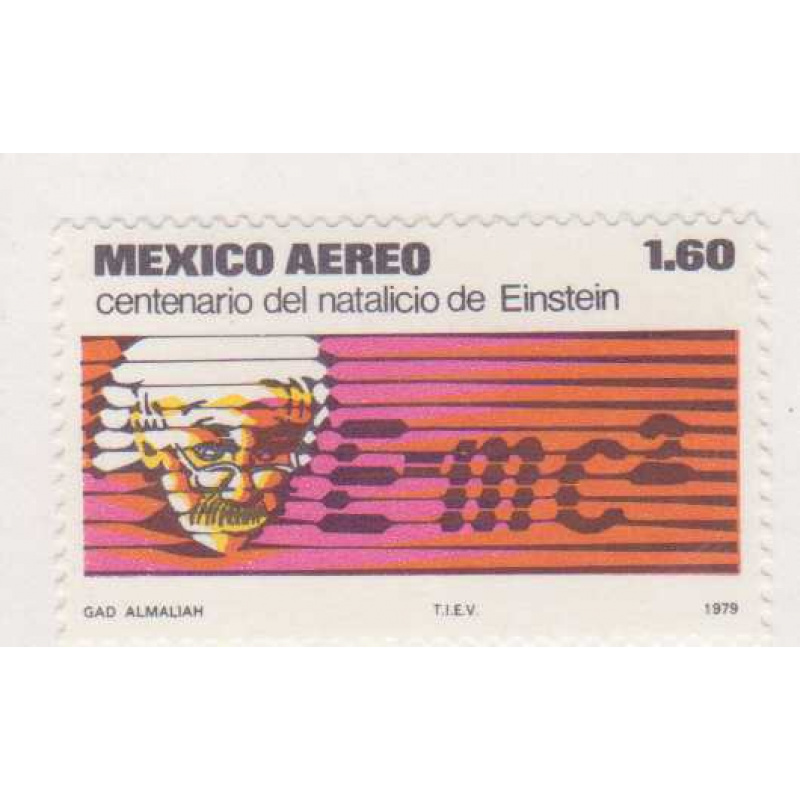 MEXICO AEREO 1.60
centenario del natalicio de Einstein
E=mc²
GAD ALMALIAH T.I.E.V. 1979